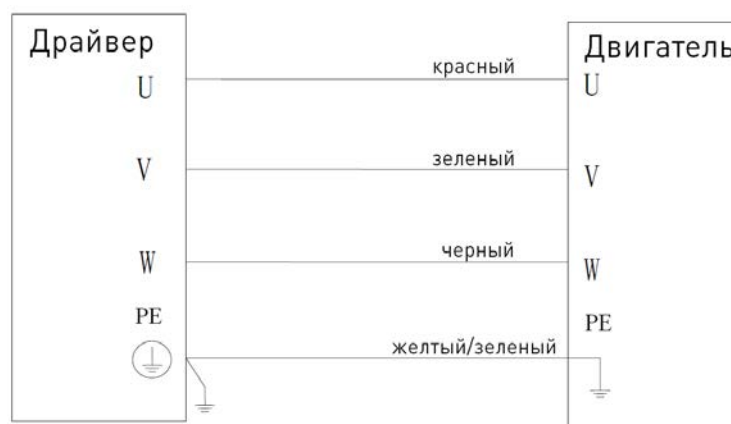 Драйвер
Двигатель
красный
U
U
зеленый
V
V
черный
W
W
PE
PE
желтый/зеленый